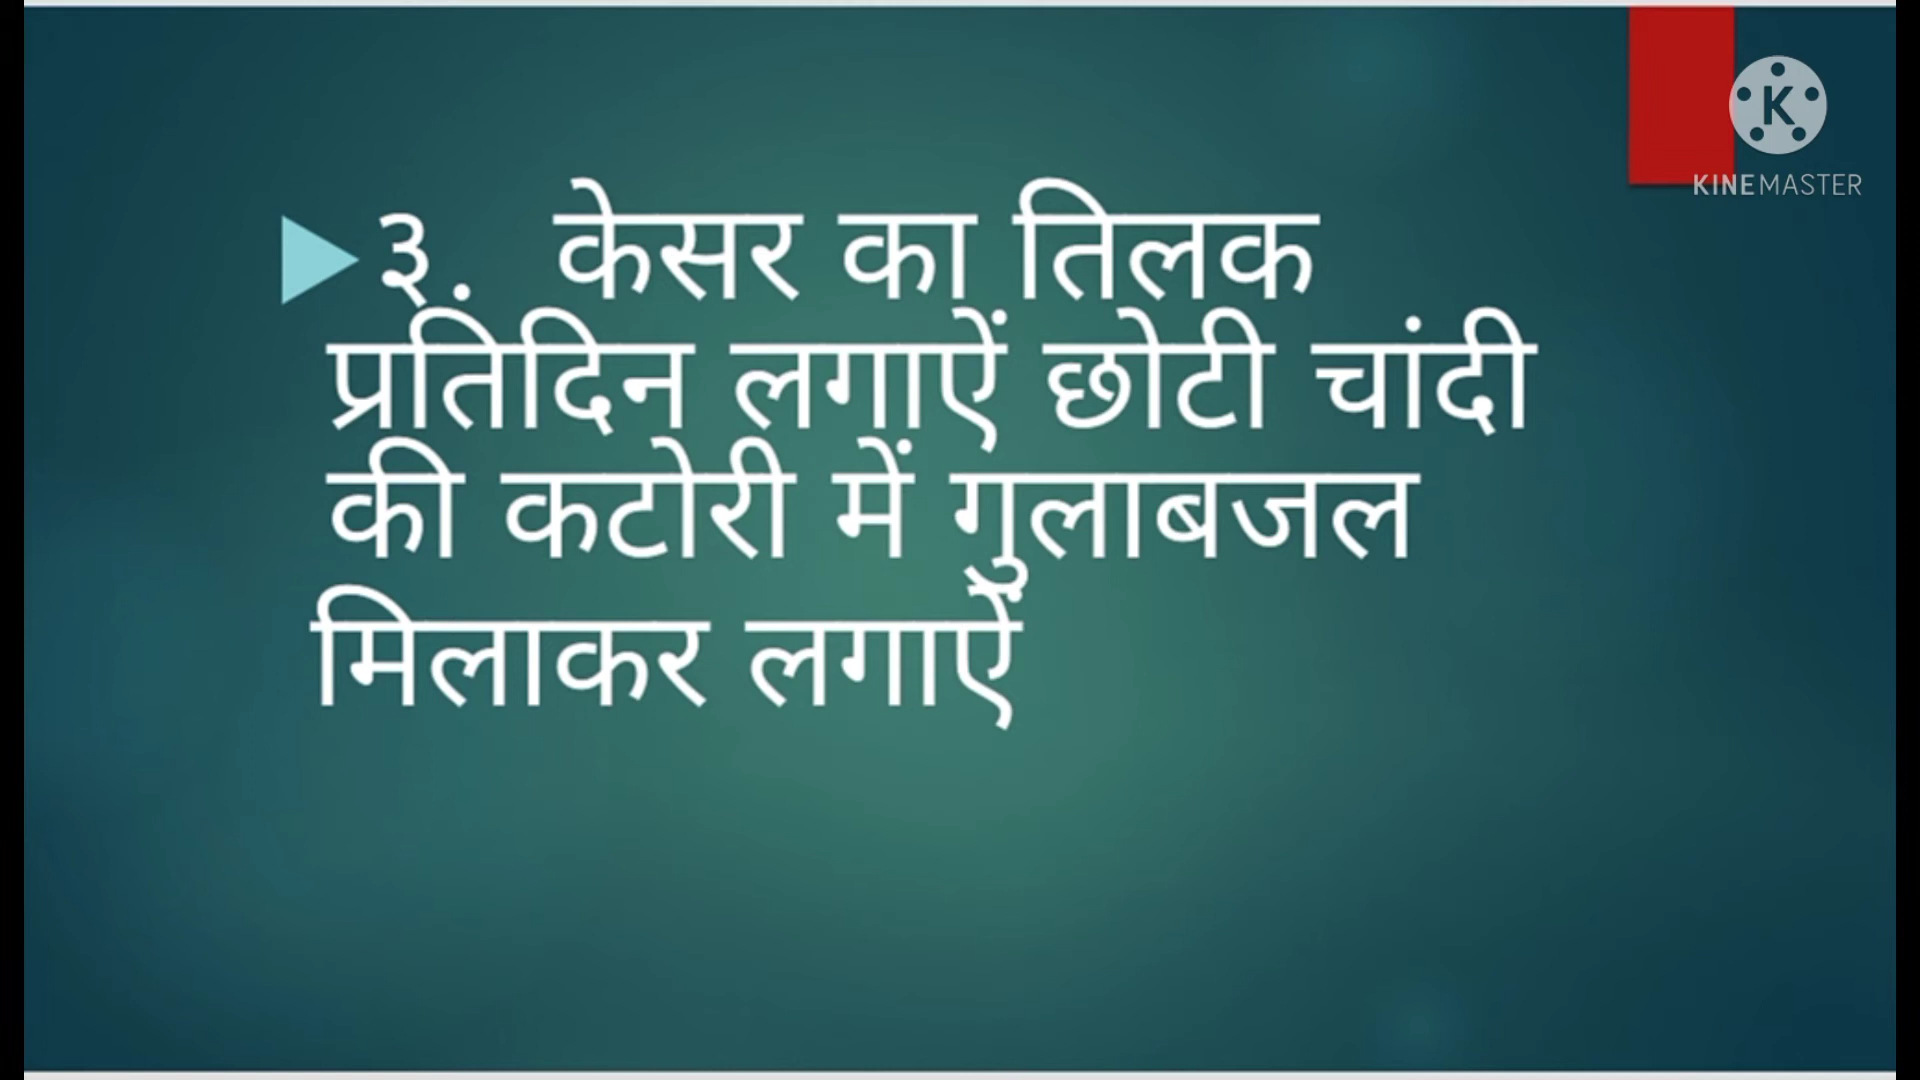 ३. केसर का तिलक
प्रतिंदिन लगाऐं छोटी चांदी
की कटोरी में गुलाबजल
मिलाकर लगाऐं
K
KINEMASTER